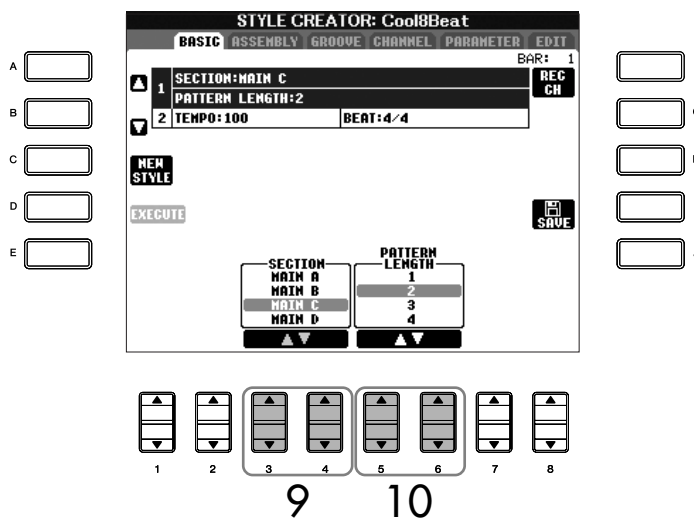 STYLE CREATOR: Cool8Beat
BASIC ASSEMBLY GROOVE CHANNEL PARAMETER EDIT
BAR: 1
1 SECTION:MAIN C
PATTERN LENGTH:2
REC CH
2 TEMPO:100 BEAT:4/4
NEW STYLE
EXECUTE
SAVE
A
B
C
D
E
SECTION
MAIN A
MAIN B
MAIN C
MAIN D
PATTERN LENGTH
1
2
3
4
1 2 3 4 5 6 7 8
9 10